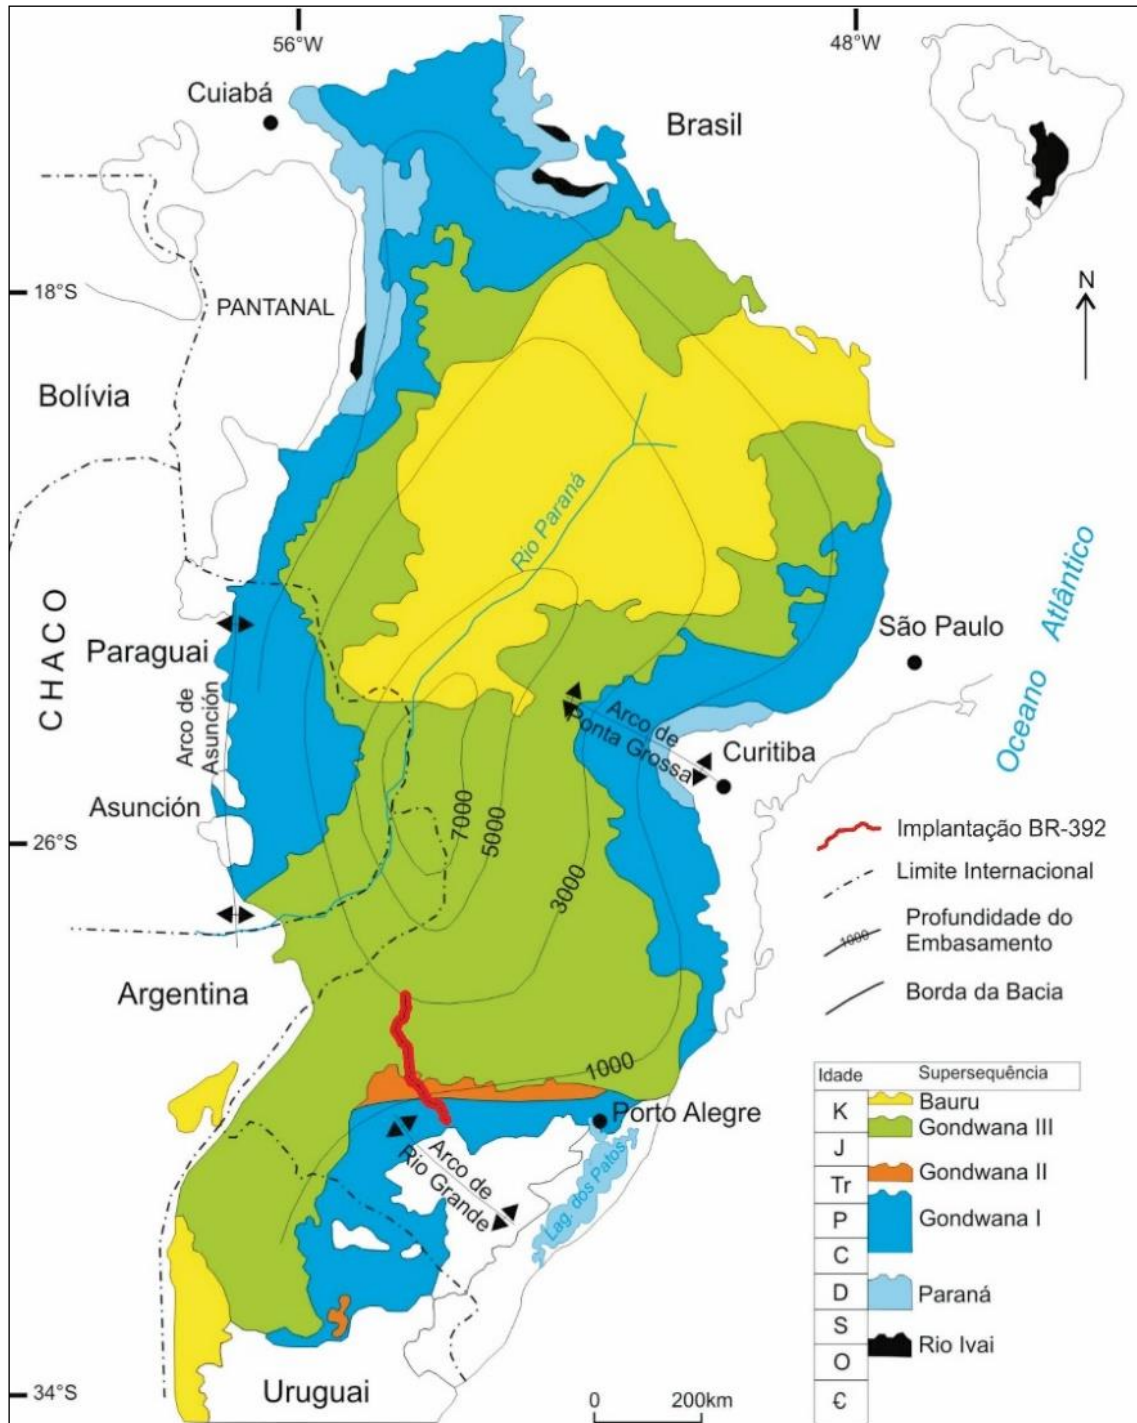 56°W
48°W
Cuiabá
Brasil
N
18°S
PANTANAL
Bolívia
Rio Paraná
CHACO
Paraguai
Arco de
Asunción
Asunción
São Paulo
Oceano Atlântico
Arco de
Ponta Grossa
Curitiba
7000
5000
3000
26°S
Argentina
1000
Porto Alegre
Arco de
Rio Grande
Lag. dos Patos
Uruguai
34°S
0 200km
Implantação BR-392
Limite Internacional
1000
Profundidade do
Embasamento
Borda da Bacia
Idade Supersequência
K
Bauru
Gondwana III
J
Tr
Gondwana II
P
Gondwana I
C
D
Paraná
S
O
Rio Ivai
Є